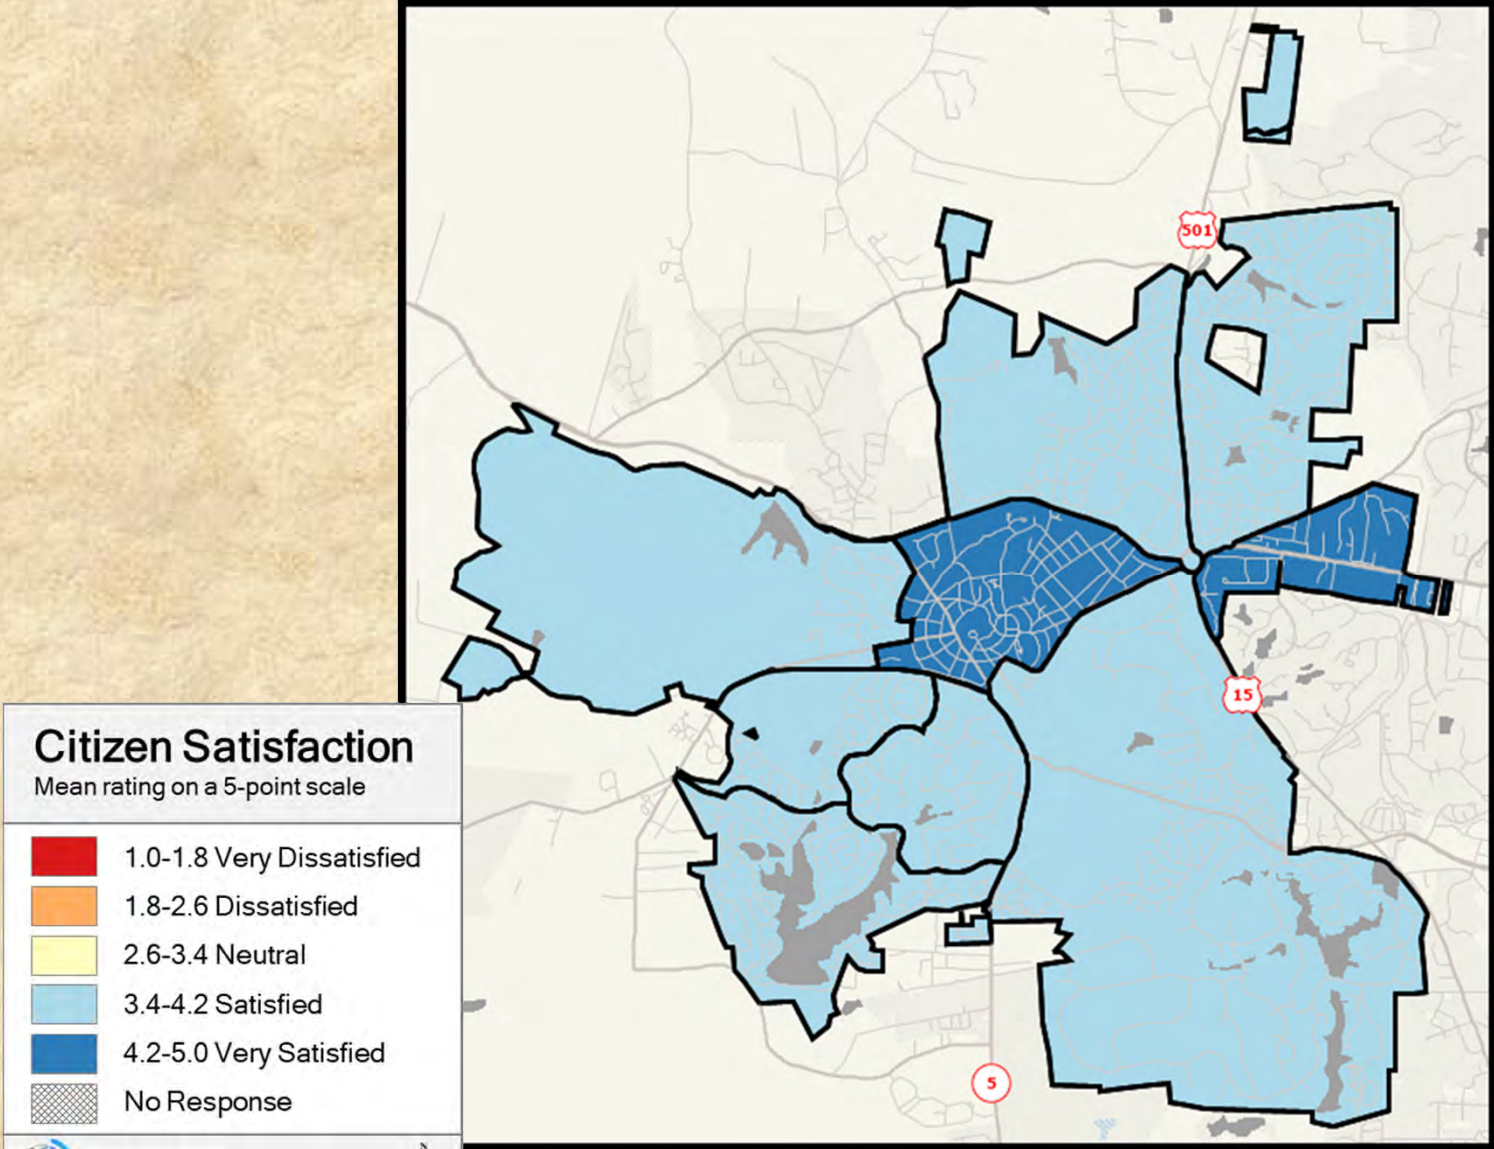 501
15
Citizen Satisfaction
Mean rating on a 5-point scale
1.0-1.8 Very Dissatisfied
1.8-2.6 Dissatisfied
2.6-3.4 Neutral
3.4-4.2 Satisfied
4.2-5.0 Very Satisfied
No Response
5